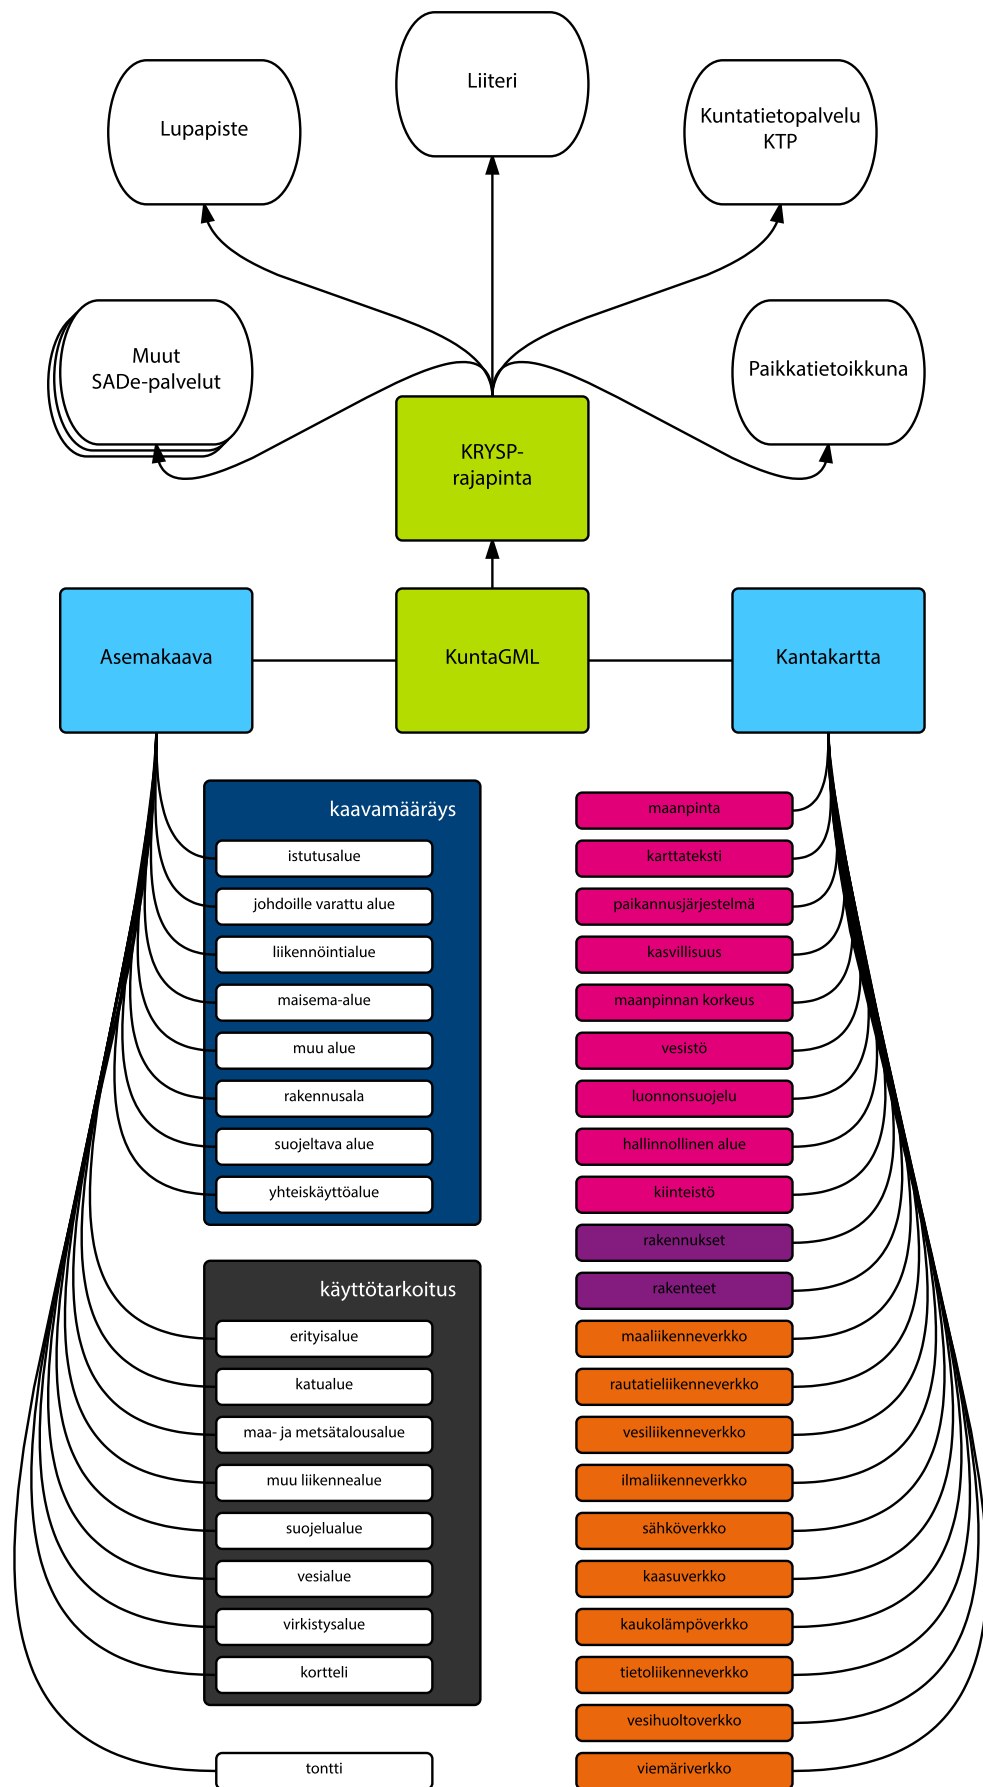 Liiteri
Lupapiste
Kuntatietopalvelu
KTP
Muut
SADe-palvelut
Paikkatietoikkuna
KRYSP-
rajapinta
Asemakaava
KuntaGML
Kantakartta
kaavamääräys
istutusalue
johdoille varattu alue
liikennöintialue
maisema-alue
muu alue
rakennusala
suojeltava alue
yhteiskäyttöalue
käyttötarkoitus
erityisalue
katualue
maa- ja metsätalousalue
muu liikennealue
suojelualue
vesialue
virkistysalue
kortteli
tontti
maanpinta
karttateksti
paikannusjärjestelmä
kasvillisuus
maanpinnan korkeus
vesistö
luonnonsuojelu
hallinnollinen alue
kiinteistö
rakennukset
rakenteet
maaliikenneverkko
rautatieliikenneverkko
vesiliikenneverkko
ilmaliikenneverkko
sähköverkko
kaasuverkko
kaukolämpöverkko
tietoliikenneverkko
vesihuoltoverkko
viemäriverkko